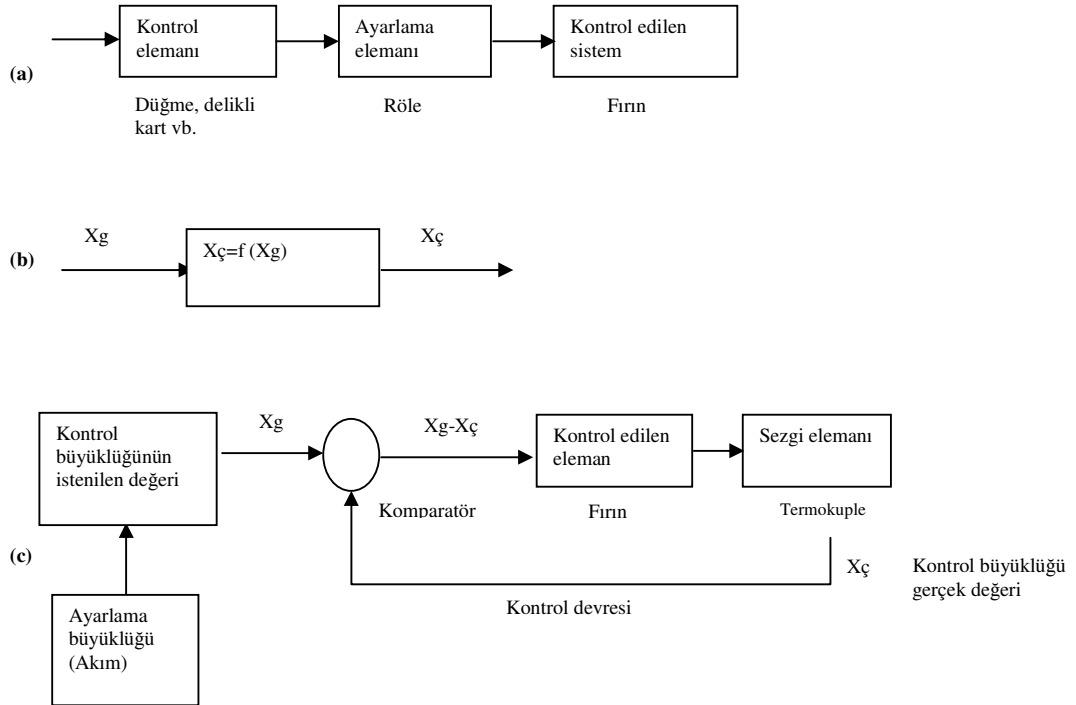 Kontrol
elemanı
Ayarlama
elemanı
Kontrol edilen
sistem
(a)
Düğme, delikli
kart vb.
Röle
Fırın
Xg
Xç=f (Xg)
Xç
(b)
Kontrol
büyüklüğünün
istenilen değeri
Xg
Xg-Xç
Kontrol edilen
eleman
Sezgi elemanı
Komparatör
Fırın
Termokuple
(c)
Xç
Kontrol büyüklüğü
gerçek değeri
Kontrol devresi
Ayarlama
büyüklüğü
(Akım)